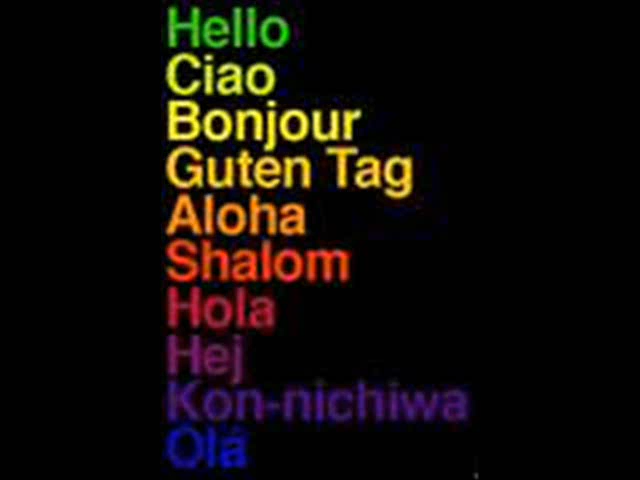 Hello
Ciao
Bonjour
Guten Tag
Aloha
Shalom
Hola
Hej
Kon-nichiwa
Olá